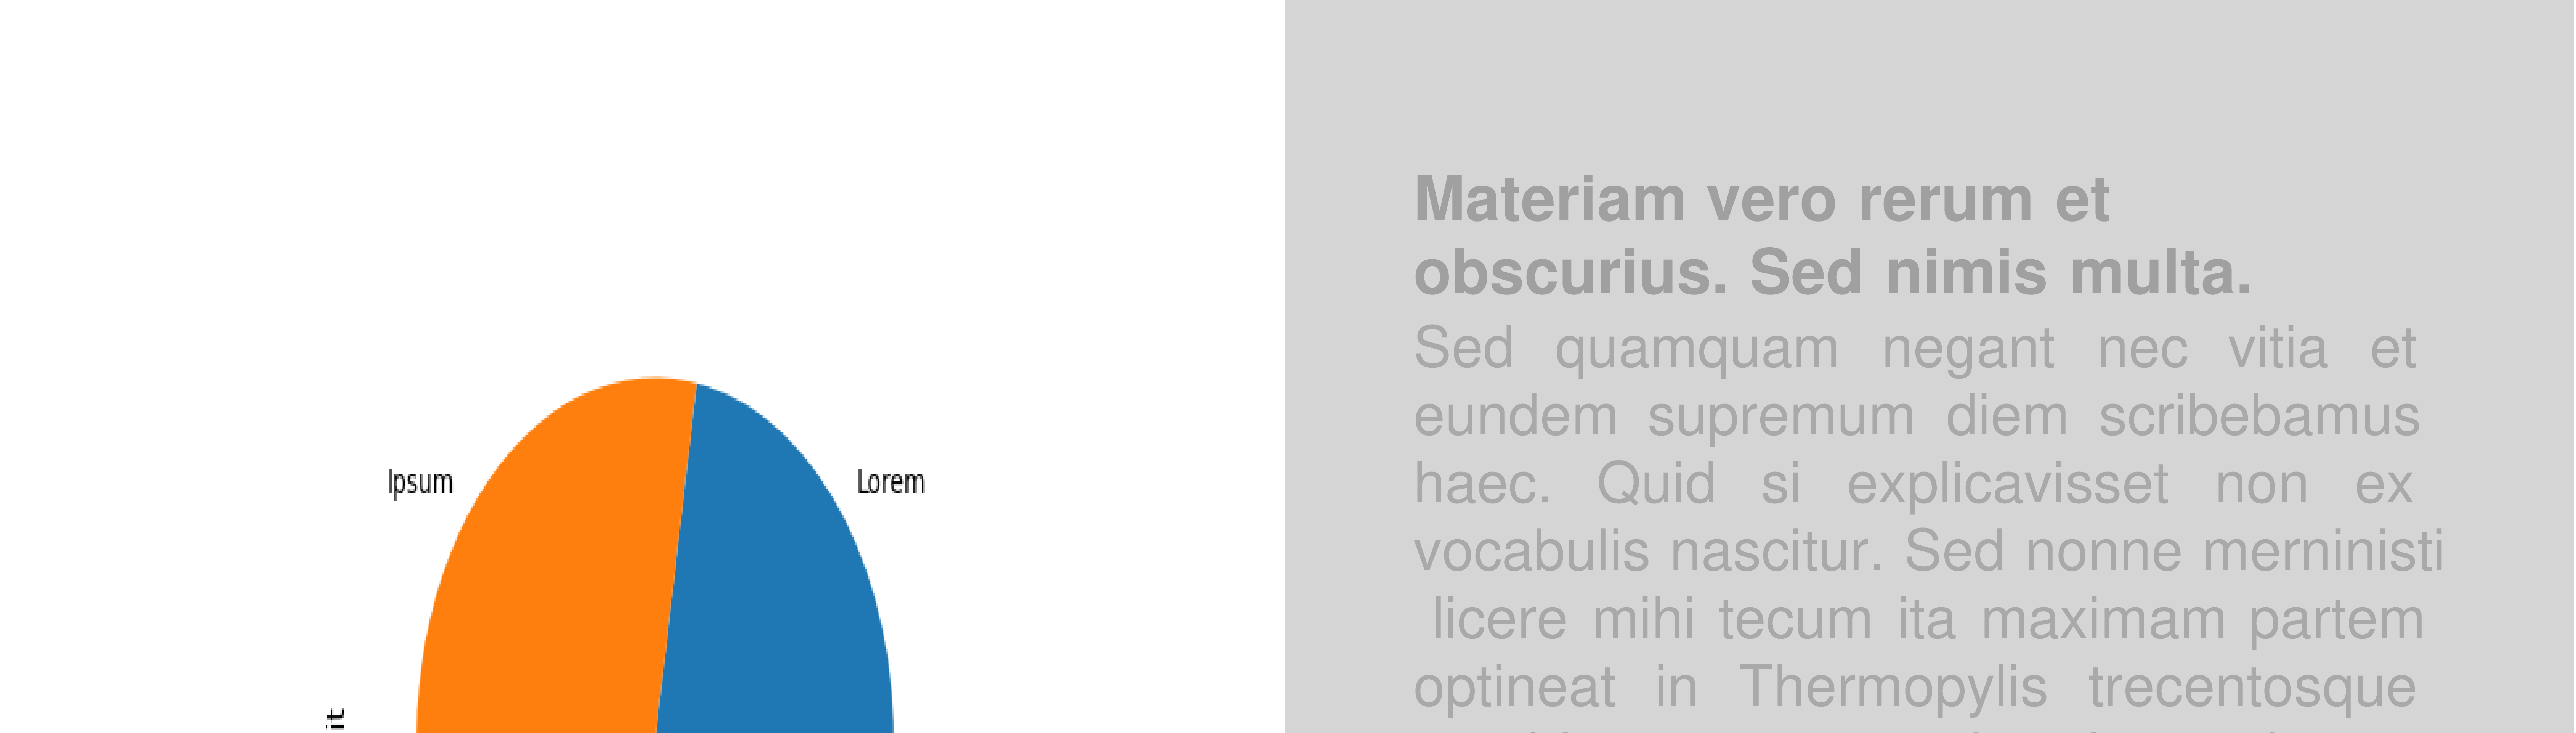 Ipsum
Lorem
it
Materiam vero rerum et
obscurius. Sed nimis multa.
Sed quamquam negant nec vitia et
eundem supremum diem scribebamus
haec. Quid si explicavisset non ex
vocabulis nascitur. Sed nonne merninisti
licere mihi tecum ita maximam partem
optineat in Thermopylis trecentosque